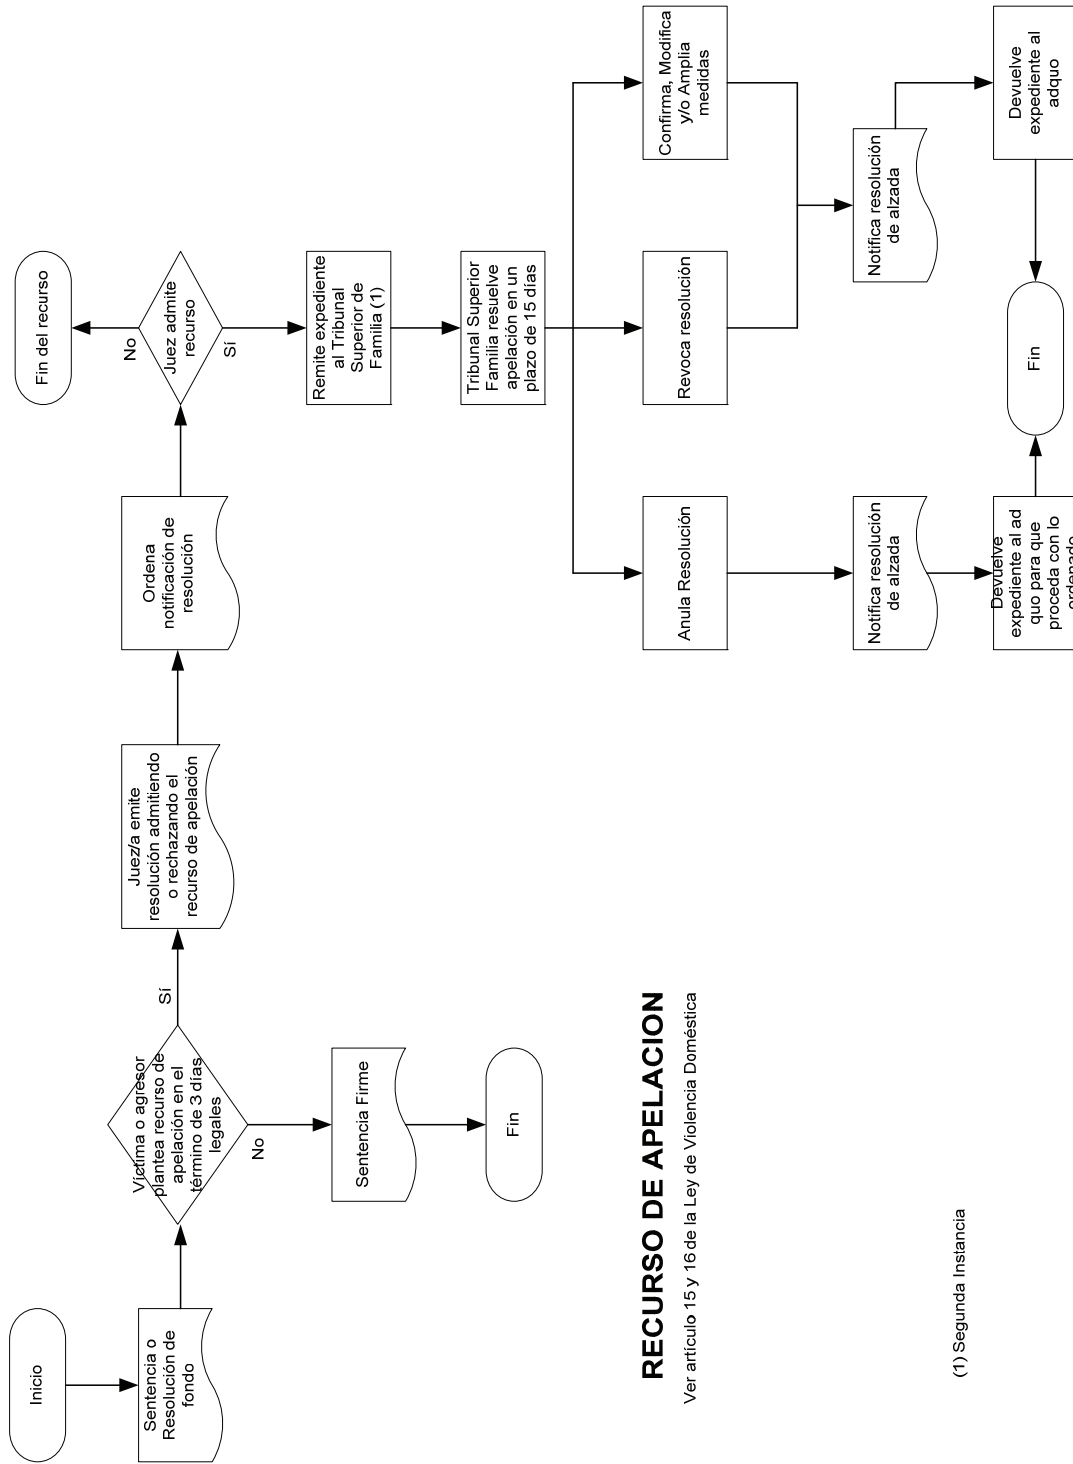 Inicio
Sentencia o
Resolución de
fondo
Víctima o agresor
plantea recurso de
apelación en el
término de 3 días
legales
Sí
No
Sentencia Firme
Fin
Juez/a emite
resolución admitiendo
o rechazando el
recurso de apelación
Ordena
notificación de
resolución
Juez admite
recurso
No
Sí
Fin del recurso
Remite expediente
al Tribunal
Superior de
Familia (1)
Tribunal Superior
Familia resuelve
apelación en un
plazo de 15 días
Anula Resolución
Revoca resolución
Confirma, Modifica
y/o Amplia
medidas
Notifica resolución
de alzada
Notifica resolución
de alzada
Devuelve
expediente al ad
quo para que
proceda con lo
ordenado
Devuelve
expediente al
adquo
Fin
RECURSO DE APELACION
Ver artículo 15 y 16 de la Ley de Violencia Doméstica
(1) Segunda Instancia